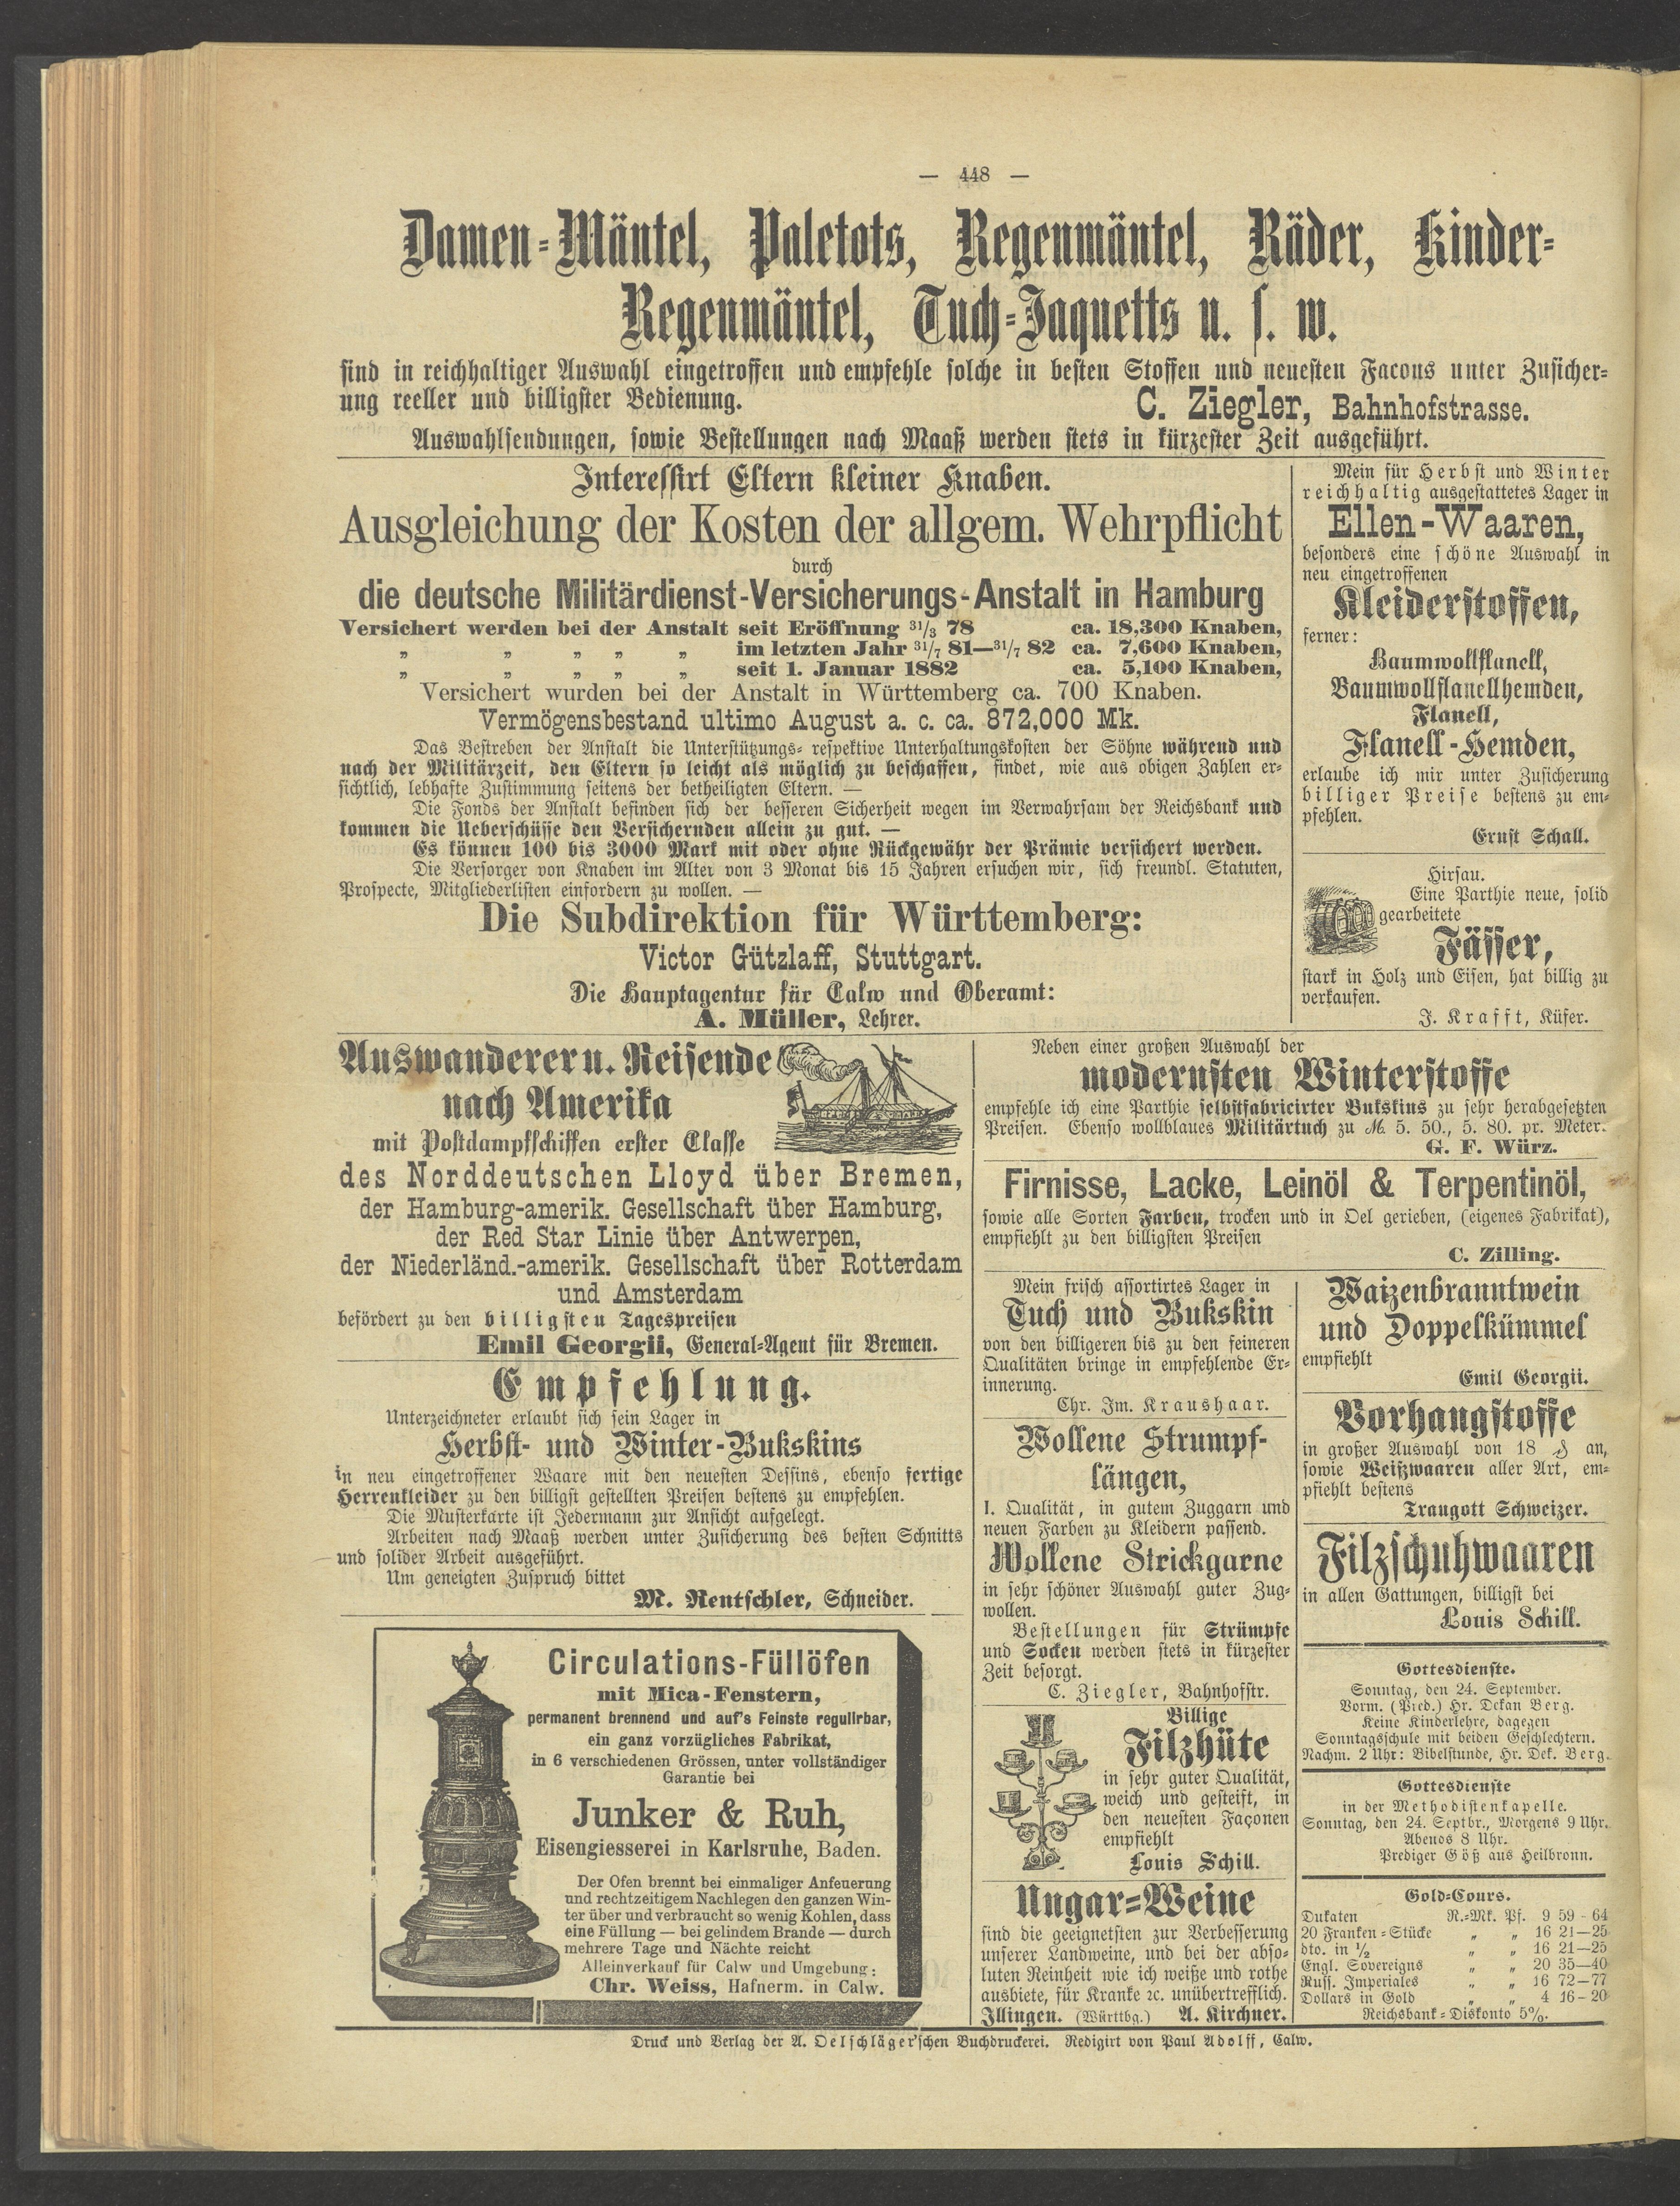 — 448 —
Damen-Mäntel, Paletots, Regenmäntel, Räder, Kinder-
Regenmäntel, Tuch-Jaquetts u. s. w.
sind in reichhaltiger Auswahl eingetroffen und empfehle solche in besten Stoffen und neuesten Facons unter Zusicher-
ung reeller und billigster Bedienung.
C. Ziegler, Bahnhofstrasse.
Auswahlsendungen, sowie Bestellungen nach Maaß werden stets in kürzester Zeit ausgeführt.
Interessirt Eltern kleiner Knaben.
Ausgleichung der Kosten der allgem. Wehrpflicht
durch
die deutsche Militärdienst-Versicherungs-Anstalt in Hamburg
Versichert werden bei der Anstalt seit Eröffnung 31/3 78 ca. 18,300 Knaben,
„ „ „ „ „ im letzten Jahr 31/7 81—31/7 82 ca. 7,600 Knaben,
„ „ „ „ „ seit 1. Januar 1882 ca. 5,100 Knaben,
Versichert wurden bei der Anstalt in Württemberg ca. 700 Knaben.
Vermögensbestand ultimo August a. c. ca. 872,000 Mk.
Das Bestreben der Anstalt die Unterstützungs- respektive Unterhaltungskosten der Söhne während und
nach der Militärzeit, den Eltern so leicht als möglich zu beschaffen, findet, wie aus obigen Zahlen er-
sichtlich, lebhafte Zustimmung seitens der betheiligten Eltern. —
Die Fonds der Anstalt befinden sich der besseren Sicherheit wegen im Verwahrsam der Reichsbank und
kommen die Ueberschüsse den Versichernden allein zu gut. —
Es können 100 bis 3000 Mark mit oder ohne Rückgewähr der Prämie versichert werden.
Die Versorger von Knaben im Alter von 3 Monat bis 15 Jahren ersuchen wir, sich freundl. Statuten,
Prospecte, Mitgliederlisten einfordern zu wollen. —
Die Subdirektion für Württemberg:
Victor Gützlaff, Stuttgart.
Die Hauptagentur für Calw und Oberamt:
A. Müller, Lehrer.
Mein für Herbst und Winter
reichhaltig ausgestattetes Lager in
Ellen-Waaren,
besonders eine schöne Auswahl in
neu eingetroffenen
Kleiderstoffen,
ferner:
Baumwollflanell,
Baumwollflanellhemden,
Flanell,
Flanell-Hemden,
erlaube ich mir unter Zusicherung
billiger Preise bestens zu em-
pfehlen.
Ernst Schall.
Hirsau.
Eine Parthie neue, solid
gearbeitete
Fässer,
stark in Holz und Eisen, hat billig zu
verkaufen.
J. Krafft, Küfer.
Auswanderer u. Reisende
nach Amerika
mit Postdampfschiffen erster Classe
des Norddeutschen Lloyd über Bremen,
der Hamburg-amerik. Gesellschaft über Hamburg,
der Red Star Linie über Antwerpen,
der Niederländ.-amerik. Gesellschaft über Rotterdam
und Amsterdam
befördert zu den billigsten Tagespreisen
Emil Georgii, General-Agent für Bremen.
Empfehlung.
Unterzeichneter erlaubt sich sein Lager in
Herbst- und Winter-Bukskins
in neu eingetroffener Waare mit den neuesten Dessins, ebenso fertige
Herrenkleider zu den billigst gestellten Preisen bestens zu empfehlen.
Die Musterkarte ist Jedermann zur Ansicht aufgelegt.
Arbeiten nach Maaß werden unter Zusicherung des besten Schnitts
und solider Arbeit ausgeführt.
Um geneigten Zuspruch bittet
M. Rentschler, Schneider.
Circulations-Füllöfen
mit Mica-Fenstern,
permanent brennend und auf's Feinste regulirbar,
ein ganz vorzügliches Fabrikat,
in 6 verschiedenen Grössen, unter vollständiger
Garantie bei
Junker & Ruh,
Eisengiesserei in Karlsruhe, Baden.
Der Ofen brennt bei einmaliger Anfeuerung
und rechtzeitigem Nachlegen den ganzen Win-
ter über und verbraucht so wenig Kohlen, dass
eine Füllung — bei gelindem Brande — durch
mehrere Tage und Nächte reicht
Alleinverkauf für Calw und Umgebung:
Chr. Weiss, Hafnerm. in Calw.
Neben einer großen Auswahl der
modernsten Winterstoffe
empfehle ich eine Parthie selbstfabricirter Bukskins zu sehr herabgesetzten
Preisen. Ebenso wollblaues Militärtuch zu M. 5. 50., 5. 80. pr. Meter.
G. F. Würz.
Firnisse, Lacke, Leinöl & Terpentinöl,
sowie alle Sorten Farben, trocken und in Oel gerieben, (eigenes Fabrikat),
empfiehlt zu den billigsten Preisen
C. Zilling.
Mein frisch assortirtes Lager in
Tuch und Bukskin
von den billigeren bis zu den feineren
Qualitäten bringe in empfehlende Er-
innerung.
Chr. Im. Kraushaar.
Wollene Strumpf-
längen,
I. Qualität, in gutem Zuggarn und
neuen Farben zu Kleidern passend.
Wollene Strickgarne
in sehr schöner Auswahl guter Zug-
wollen.
Bestellungen für Strümpfe
und Socken werden stets in kürzester
Zeit besorgt.
C. Ziegler, Bahnhofstr.
Billige
Filzhüte
in sehr guter Qualität,
weich und gesteift, in
den neuesten Façonen
empfiehlt
Louis Schill.
Ungar-Weine
sind die geeignetsten zur Verbesserung
unserer Landweine, und bei der abso-
luten Reinheit wie ich weiße und rothe
ausbiete, für Kranke ꝛc. unübertrefflich.
Illingen. (Württbg.) A. Kirchner.
Waizenbranntwein
und Doppelkümmel
empfiehlt
Emil Georgii.
Vorhangstoffe
in großer Auswahl von 18 ₰ an,
sowie Weißwaaren aller Art, em-
pfiehlt bestens
Traugott Schweizer.
Filzschuhwaaren
in allen Gattungen, billigst bei
Louis Schill.
Gottesdienste.
Sonntag, den 24. September.
Vorm. (Pred.) Hr. Dekan Berg.
Keine Kinderlehre, dagegen
Sonntagsschule mit beiden Geschlechtern.
Nachm. 2 Uhr: Bibelstunde, Hr. Dek. Berg.
Gottesdienste
in der Methodistenkapelle.
Sonntag, den 24. Septbr., Morgens 9 Uhr.
Abends 8 Uhr.
Prediger Göß aus Heilbronn.
Gold-Cours.
Dukaten R.-Mk. Pf. 9 59-64
20 Franken-Stücke „ „ 16 21—25
dto. in ½ „ „ 16 21—25
Engl. Sovereigns „ „ 20 35—40
Russ. Imperiales „ „ 16 72—77
Dollars in Gold „ „ 4 16-20
Reichsbank-Diskonto 5%.
Druck und Verlag der A. Oelschläger'schen Buchdruckerei. Redigirt von Paul Adolff, Calw.